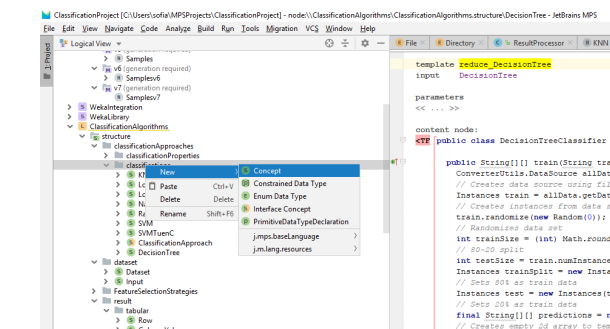 ClassificationProject [C:\Users\sofia\MPSProjects\ClassificationProject] - node:\\ClassificationAlgorithms\ClassificationAlgorithms.structure\DecisionTree - JetBrains MPS
File Edit View Navigate Code Analyze Build Run Tools Migration VCS Window Help
Logical View
1: Project
File × Directory × ResultProcessor × KNN
Samples
v6 (generation required)
Samplesv6
v7 (generation required)
Samplesv7
WekaIntegration
WekaLibrary
ClassificationAlgorithms
structure
classificationApproaches
classificationProperties
SVM
SVMTuenC
ClassificationApproach
DecisionTree
dataset
Dataset
Input
FeatureSelectionStrategies
result
tabular
Row
New
Paste Ctrl+V
Delete Delete
Rename Shift+F6
Concept
Constrained Data Type
Enum Data Type
Interface Concept
PrimitiveDataTypeDeclaration
j.mps.baseLanguage
j.m.lang.resources
template reduce_DecisionTree
input DecisionTree
parameters
<< ... >>
content node:
public class DecisionTreeClassifier
public String[][] train(String tra
ConverterUtils.DataSource allDat
// Creates data source using fil
Instances train = allData.getDat
// Creates instances from data s
train.randomize(new Random(0));
// Randomizes data set
int trainSize = (int) Math.round
// 80-20 split
int testSize = train.numInstance
Instances trainSplit = new Insta
// Sets 80% as train data
Instances test = new Instances(t
// Sets 20% as train data
final String[][] predictions = n
// Creates empty 2d array to